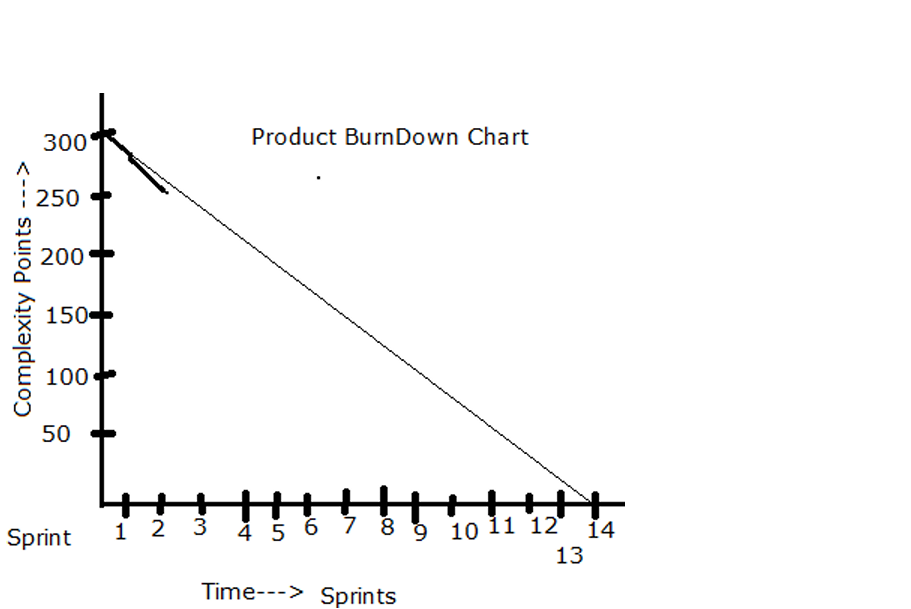 Product BurnDown Chart
300
250
200
150
100
50
Complexity Points --->
Sprint 1 2 3 4 5 6 7 8 9 10 11 12 13 14
Time---> Sprints